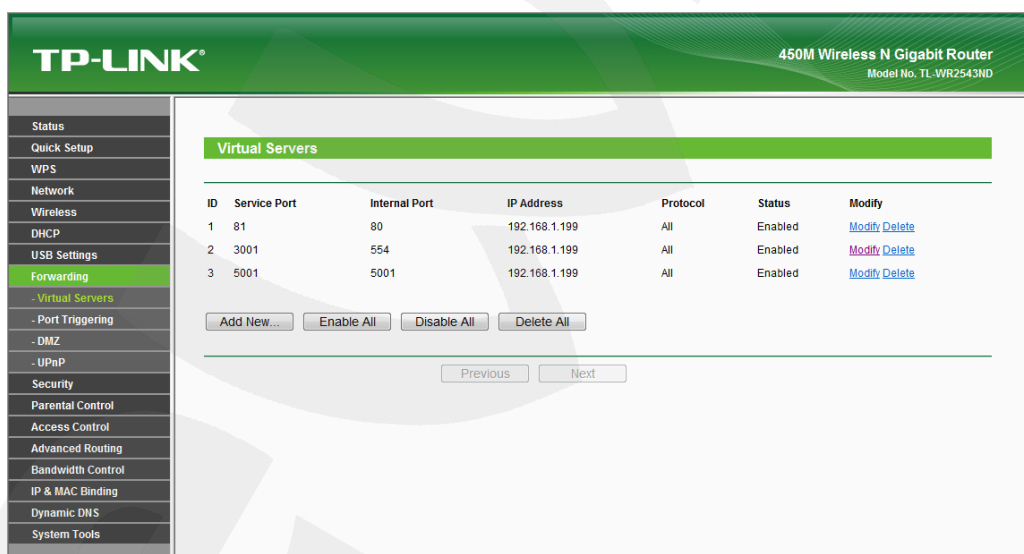 TP-LINK®
450M Wireless N Gigabit Router
Model No. TL-WR2543ND
Status
Quick Setup
WPS
Network
Wireless
DHCP
USB Settings
Forwarding
- Virtual Servers
- Port Triggering
- DMZ
- UPnP
Security
Parental Control
Access Control
Advanced Routing
Bandwidth Control
IP & MAC Binding
Dynamic DNS
System Tools
Virtual Servers
ID Service Port Internal Port IP Address Protocol Status Modify
1 81 80 192.168.1.199 All Enabled Modify Delete
2 3001 554 192.168.1.199 All Enabled Modify Delete
3 5001 5001 192.168.1.199 All Enabled Modify Delete
Add New... Enable All Disable All Delete All
Previous Next